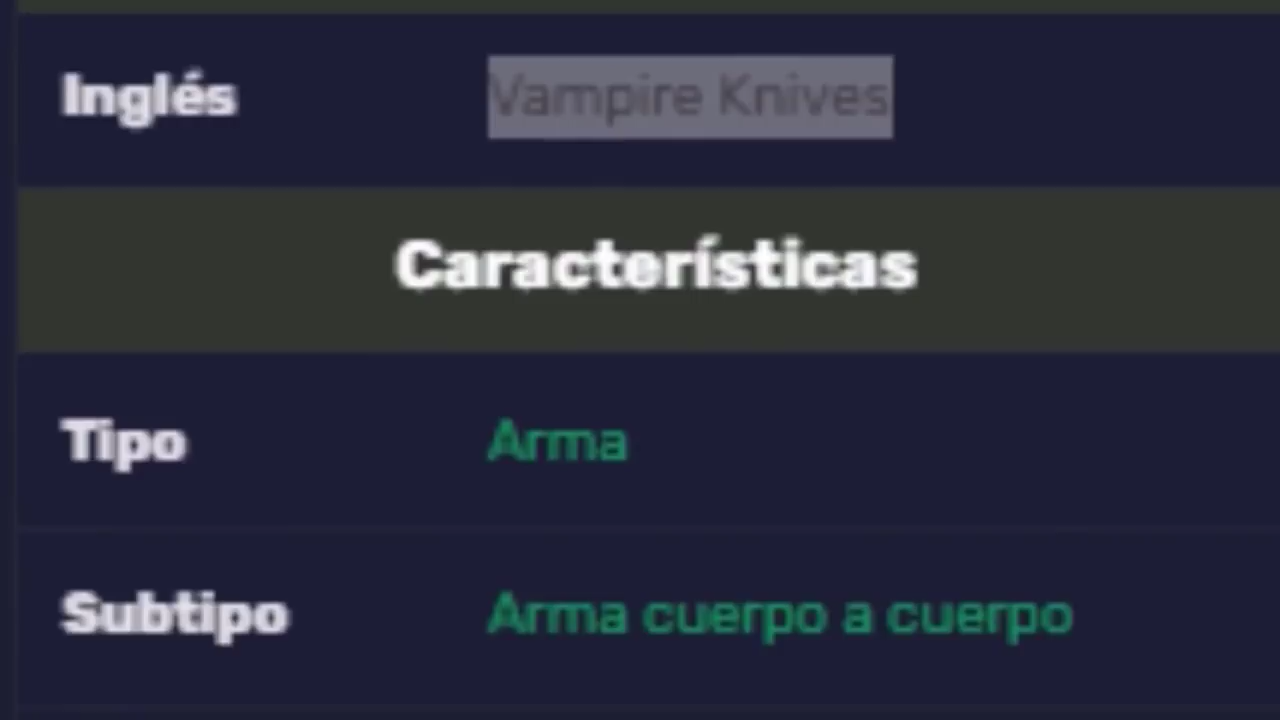 Inglés Vampire Knives
Características
Tipo Arma
Subtipo Arma cuerpo a cuerpo